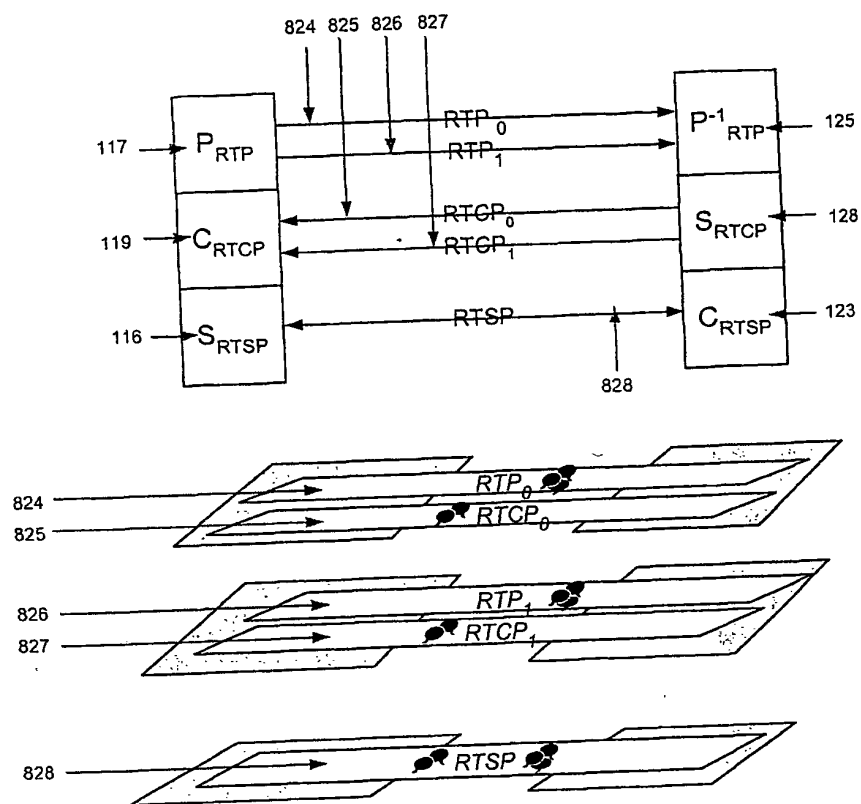 824 825 826 827
RTP0
117 PRTP P-1RTP 125
RTP1
RTCP0
119 CRTCP SRTCP 128
RTCP1
116 SRTSP RTSP CRTSP 123
828
824 RTP0
825 RTCP0
826 RTP1
827 RTCP1
828 RTSP